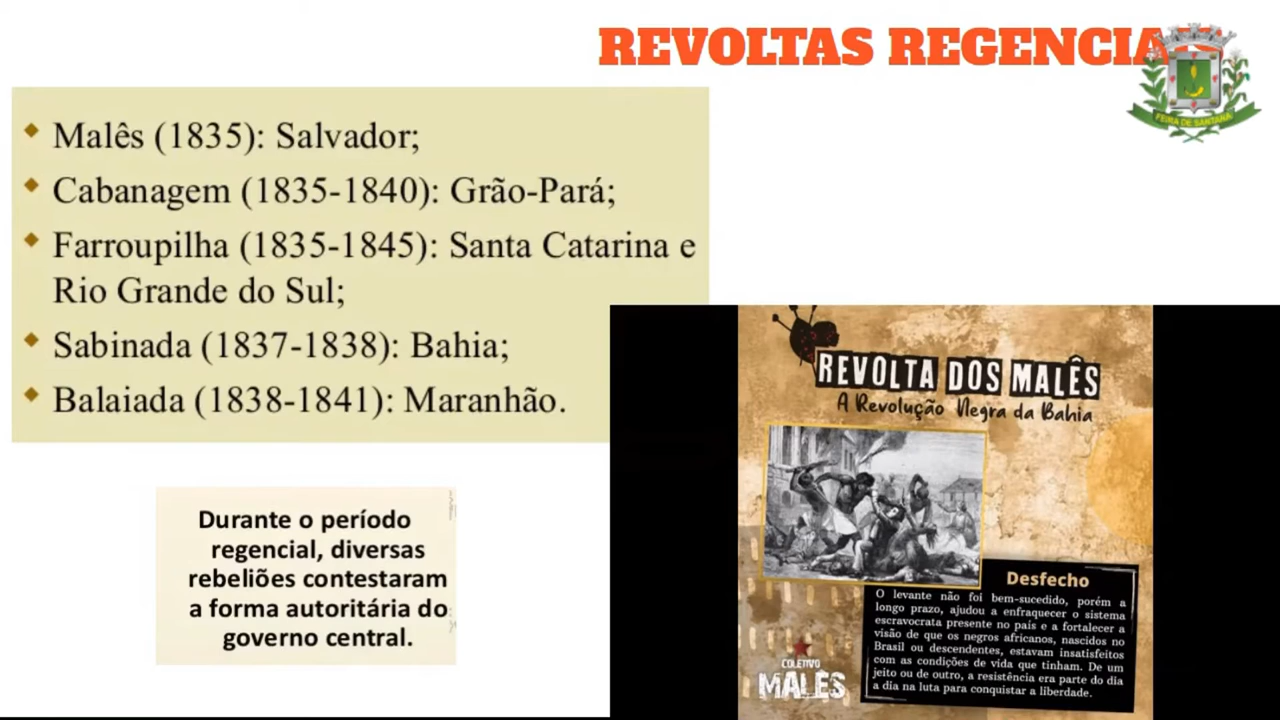 REVOLTAS REGENCIA
FEIRA DE SANTANA
Malês (1835): Salvador;
Cabanagem (1835-1840): Grão-Pará;
Farroupilha (1835-1845): Santa Catarina e
Rio Grande do Sul;
Sabinada (1837-1838): Bahia;
Balaiada (1838-1841): Maranhão.
Durante o período
regencial, diversas
rebeliões contestaram
a forma autoritária do
governo central.
REVOLTA DOS MALÊS
A Revolução Negra da Bahia
Desfecho
O levante não foi bem-sucedido, porém a
longo prazo, ajudou a enfraquecer o sistema
escravocrata presente no país e a fortalecer a
visão de que os negros africanos, nascidos no
Brasil ou descendentes, estavam insatisfeitos
com as condições de vida que tinham. De um
jeito ou de outro, a resistência era parte do dia
a dia na luta para conquistar a liberdade.
COLETIVO
MALÊS